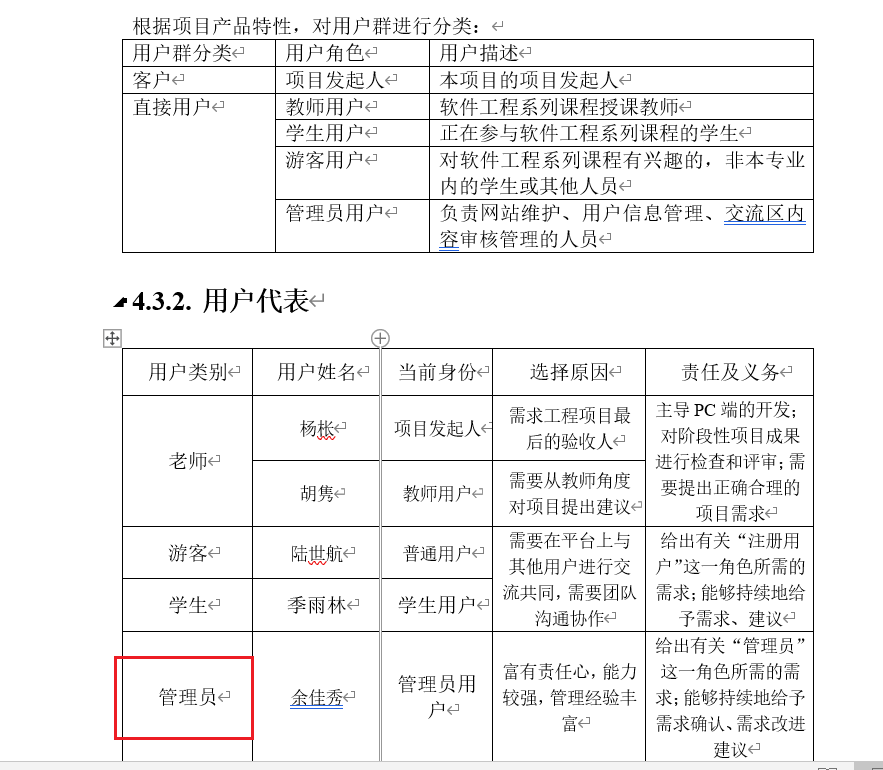 根据项目产品特性，对用户群进行分类：
用户群分类 用户角色 用户描述
客户 项目发起人 本项目的项目发起人
直接用户 教师用户 软件工程系列课程授课教师
学生用户 正在参与软件工程系列课程的学生
游客用户 对软件工程系列课程有兴趣的，非本专业
内的学生或其他人员
管理员用户 负责网站维护、用户信息管理、交流区内
容审核管理的人员
4.3.2. 用户代表
用户类别 用户姓名 当前身份 选择原因 责任及义务
老师
杨枨 项目发起人
需求工程项目最
后的验收人
胡隽 教师用户
需要从教师角度
对项目提出建议
主导 PC 端的开发；
对阶段性项目成果
进行检查和评审；需
要提出正确合理的
项目需求
游客 陆世航 普通用户
学生 季雨林 学生用户
需要在平台上与
其他用户进行交
流共同，需要团队
沟通协作
给出有关“注册用
户”这一角色所需的
需求；能够持续地给
予需求、建议
管理员 余佳秀
管理员用
户
富有责任心，能力
较强，管理经验丰
富
给出有关“管理员”
这一角色所需的需
求；能够持续地给予
需求确认、需求改进
建议